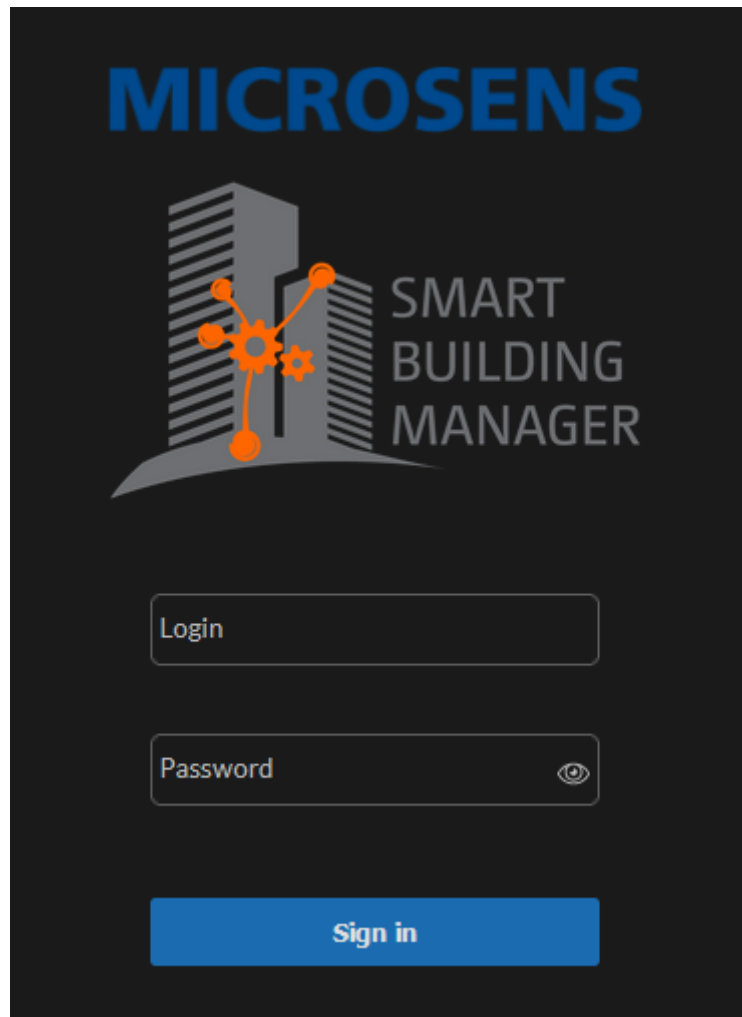 MICROSENS
SMART
BUILDING
MANAGER
Login
Password
Sign in